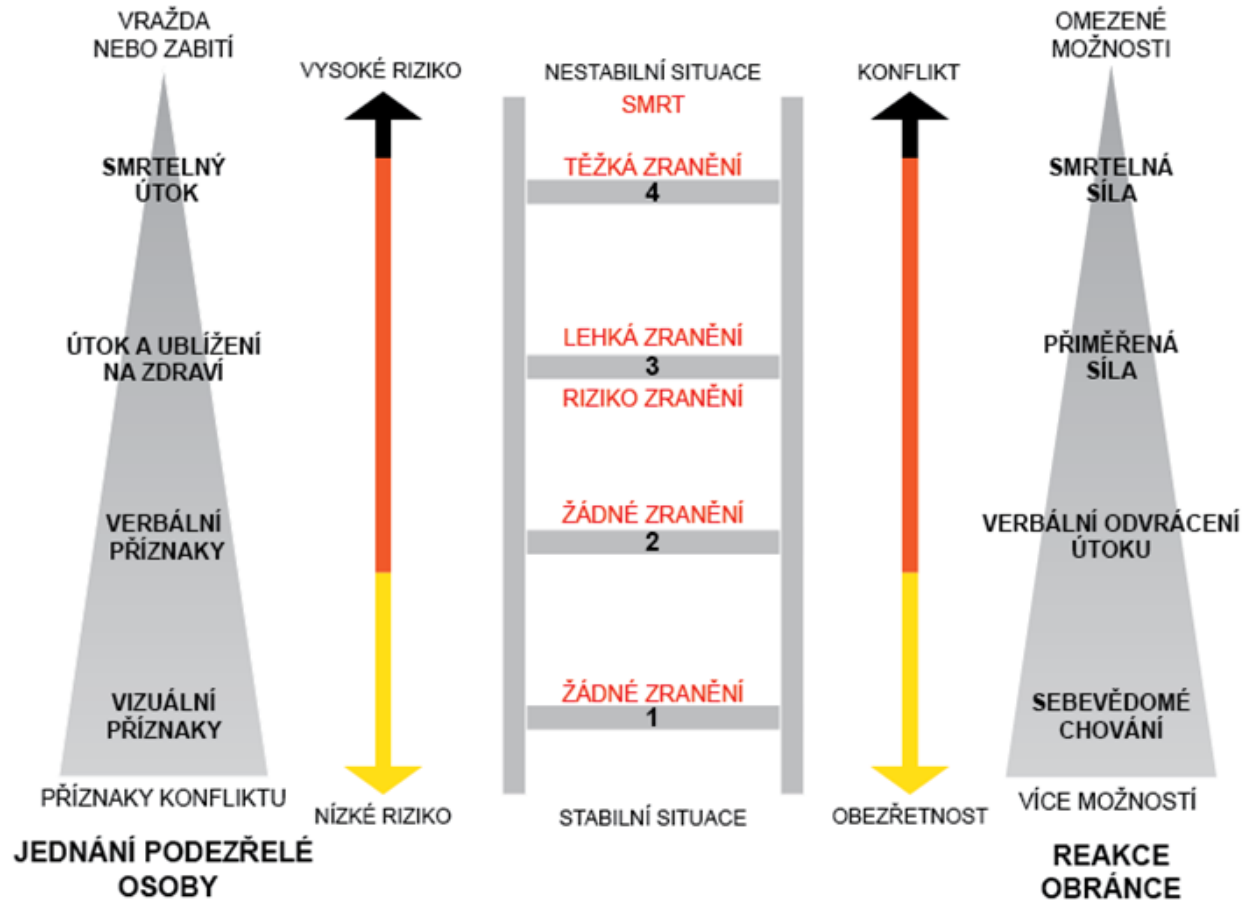 VRAŽDA
NEBO ZABITÍ
OMEZENÉ
MOŽNOSTI
VYSOKÉ RIZIKO
NESTABILNÍ SITUACE
KONFLIKT
SMRT
SMRTELNÝ
ÚTOK
TĚŽKÁ ZRANĚNÍ
4
SMRTELNÁ
SÍLA
ÚTOK A UBLÍŽENÍ
NA ZDRAVÍ
LEHKÁ ZRANĚNÍ
3
RIZIKO ZRANĚNÍ
PŘIMĚŘENÁ
SÍLA
VERBÁLNÍ
PŘÍZNAKY
ŽÁDNÉ ZRANĚNÍ
2
VERBÁLNÍ ODVRÁCENÍ
ÚTOKU
VIZUÁLNÍ
PŘÍZNAKY
ŽÁDNÉ ZRANĚNÍ
1
SEBEVĚDOMÉ
CHOVÁNÍ
PŘÍZNAKY KONFLIKTU
NÍZKÉ RIZIKO
STABILNÍ SITUACE
OBEZŘETNOST
VÍCE MOŽNOSTÍ
JEDNÁNÍ PODEZŘELÉ
OSOBY
REAKCE
OBRÁNCE